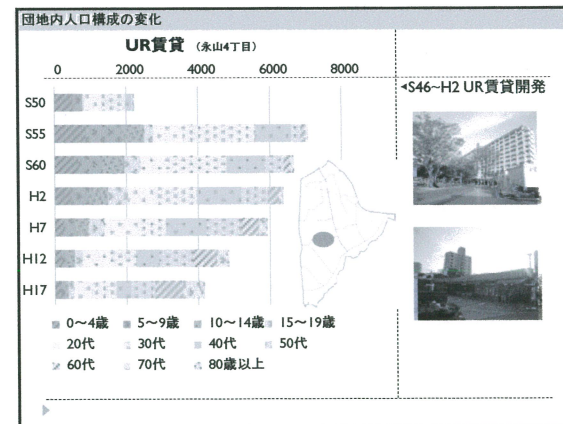 団地内人口構成の変化
UR賃貸 (永山4丁目)
0 2000 4000 6000 8000
◂S46~H2 UR賃貸開発
S50
S55
S60
H2
H7
H12
H17
0〜4歳 5〜9歳 10〜14歳 15〜19歳
20代 30代 40代 50代
60代 70代 80歳以上